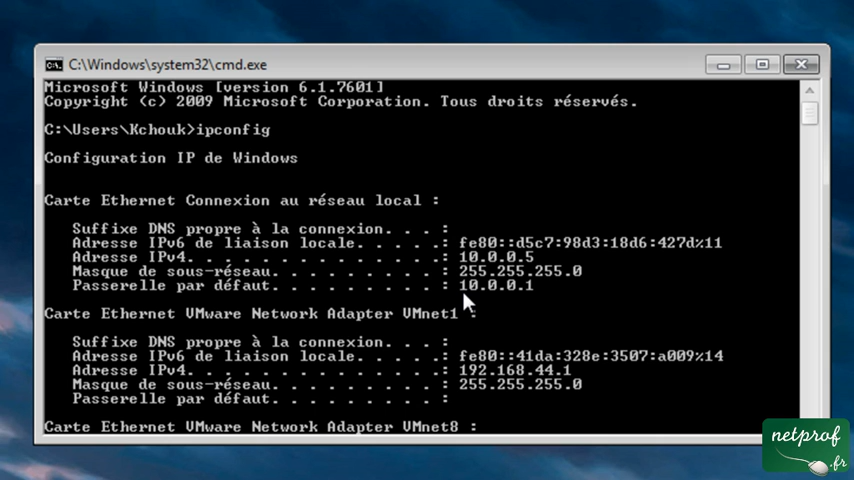 C:\Windows\system32\cmd.exe
Microsoft Windows [version 6.1.7601]
Copyright (c) 2009 Microsoft Corporation. Tous droits réservés.
C:\Users\Kchouk>ipconfig
Configuration IP de Windows
Carte Ethernet Connexion au réseau local :
Suffixe DNS propre à la connexion. . . :
Adresse IPv6 de liaison locale. . . . .: fe80::d5c7:98d3:18d6:427d%11
Adresse IPv4. . . . . . . . . . . . . .: 10.0.0.5
Masque de sous-réseau. . . . . . . . . : 255.255.255.0
Passerelle par défaut. . . . . . . . . : 10.0.0.1
Carte Ethernet VMware Network Adapter VMnet1 :
Suffixe DNS propre à la connexion. . . :
Adresse IPv6 de liaison locale. . . . .: fe80::41da:328e:3507:a009%14
Adresse IPv4. . . . . . . . . . . . . .: 192.168.44.1
Masque de sous-réseau. . . . . . . . . : 255.255.255.0
Passerelle par défaut. . . . . . . . . :
Carte Ethernet VMware Network Adapter VMnet8 :
netprof
.fr